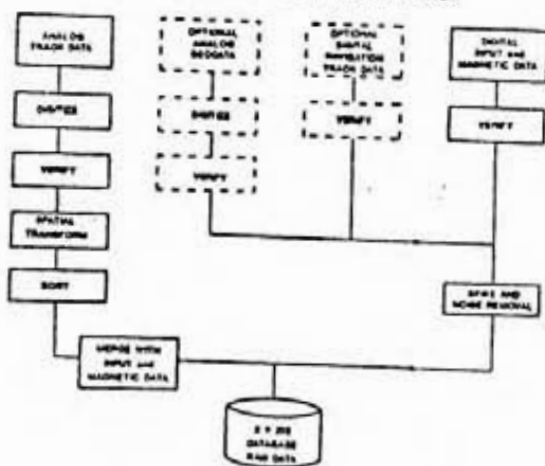 ANALOG
TRACK DATA
DIGITIZE
VERIFY
SPATIAL
TRANSFORM
SORT
OPTIONAL
ANALOG
GEODATA
DIGITIZE
VERIFY
OPTIONAL
DIGITAL
NAVIGATION
TRACK DATA
VERIFY
DIGITAL
INPUT and
MAGNETIC DATA
VERIFY
SPIKE AND
NOISE REMOVAL
MERGE WITH
INPUT and
MAGNETIC DATA
DATABASE
RAW DATA